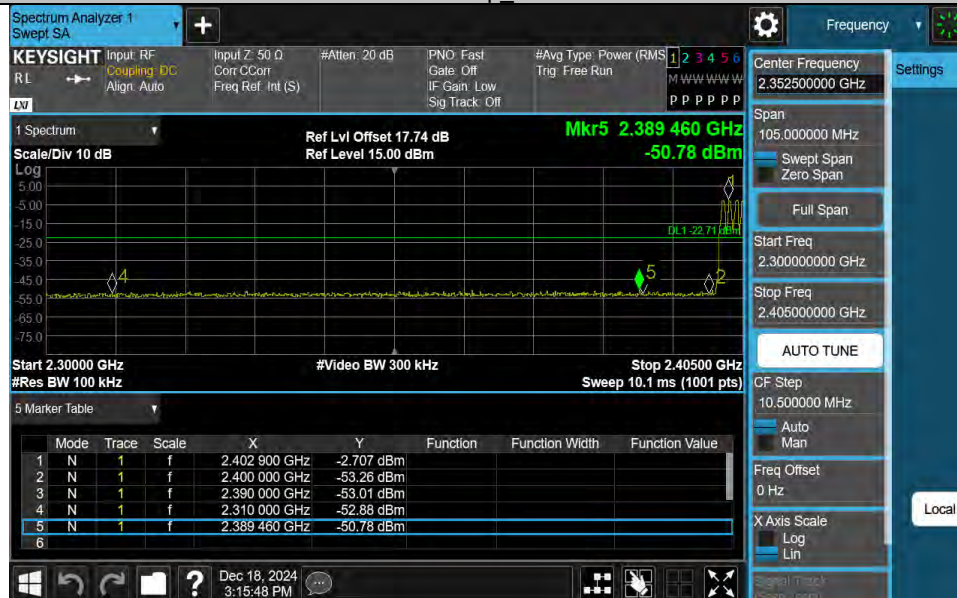 Spectrum Analyzer 1
Swept SA
+
Frequency
KEYSIGHT
Input: RF
Input Z: 50 Ω
#Atten: 20 dB
PNO: Fast
#Avg Type: Power (RMS
1 2 3 4 5 6
RL
Coupling: DC
Corr CCorr
Gate: Off
Trig: Free Run
M W W W W W
Align: Auto
Freq Ref: Int (S)
IF Gain: Low
LXI
Sig Track: Off
P P P P P P
1 Spectrum
Ref Lvl Offset 17.74 dB
Mkr5 2.389 460 GHz
Scale/Div 10 dB
Ref Level 15.00 dBm
-50.78 dBm
Log
5.00
-5.00
-15.0
-25.0
-35.0
-45.0
-55.0
-65.0
-75.0
1
DL1 -22.71 dBm
4
5
2
Start 2.30000 GHz
#Video BW 300 kHz
Stop 2.40500 GHz
#Res BW 100 kHz
Sweep 10.1 ms (1001 pts)
5 Marker Table
Mode Trace Scale X Y Function Function Width Function Value
1 N 1 f 2.402 900 GHz -2.707 dBm
2 N 1 f 2.400 000 GHz -53.26 dBm
3 N 1 f 2.390 000 GHz -53.01 dBm
4 N 1 f 2.310 000 GHz -52.88 dBm
5 N 1 f 2.389 460 GHz -50.78 dBm
6
?
Dec 18, 2024
3:15:48 PM
Center Frequency
2.352500000 GHz
Settings
Span
105.000000 MHz
Swept Span
Zero Span
Full Span
Start Freq
2.300000000 GHz
Stop Freq
2.405000000 GHz
AUTO TUNE
CF Step
10.500000 MHz
Auto
Man
Freq Offset
0 Hz
Local
X Axis Scale
Log
Lin
Signal Track